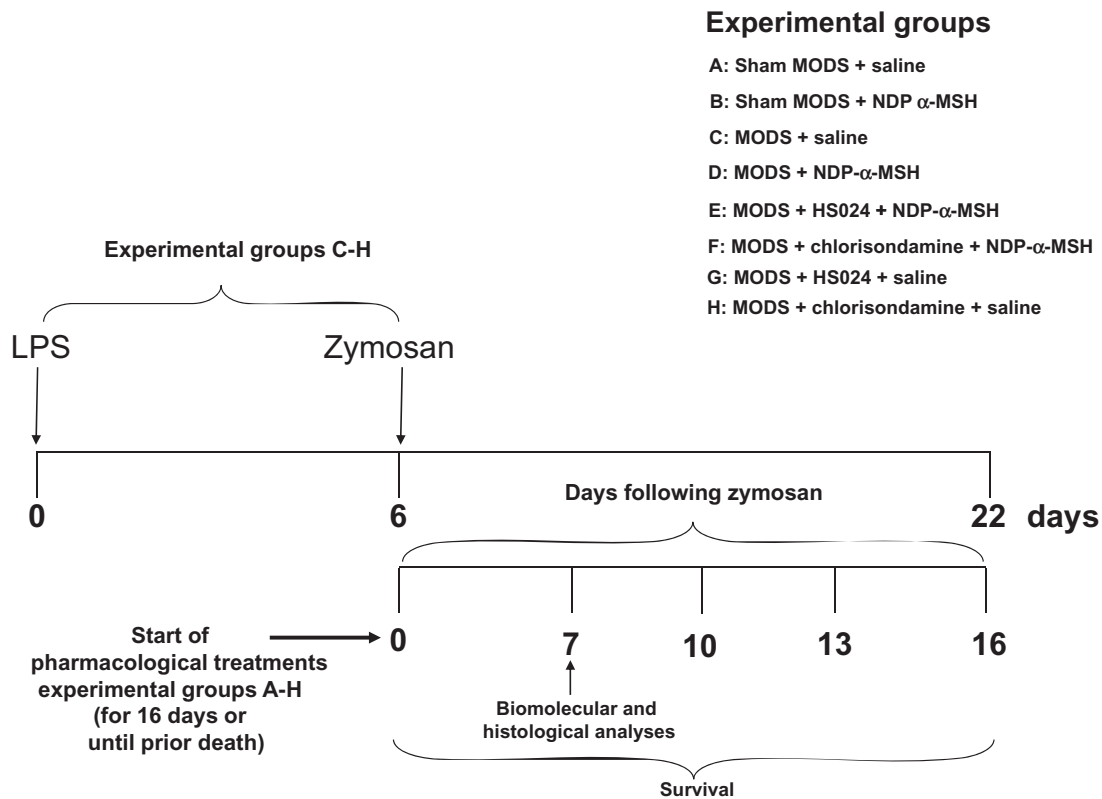 Experimental groups
A: Sham MODS + saline
B: Sham MODS + NDP α-MSH
C: MODS + saline
D: MODS + NDP-α-MSH
E: MODS + HS024 + NDP-α-MSH
F: MODS + chlorisondamine + NDP-α-MSH
G: MODS + HS024 + saline
H: MODS + chlorisondamine + saline
Experimental groups C-H
LPS
Zymosan
0
6
22 days
Days following zymosan
0
7
10
13
16
Start of
pharmacological treatments
experimental groups A-H
(for 16 days or
until prior death)
Biomolecular and
histological analyses
Survival